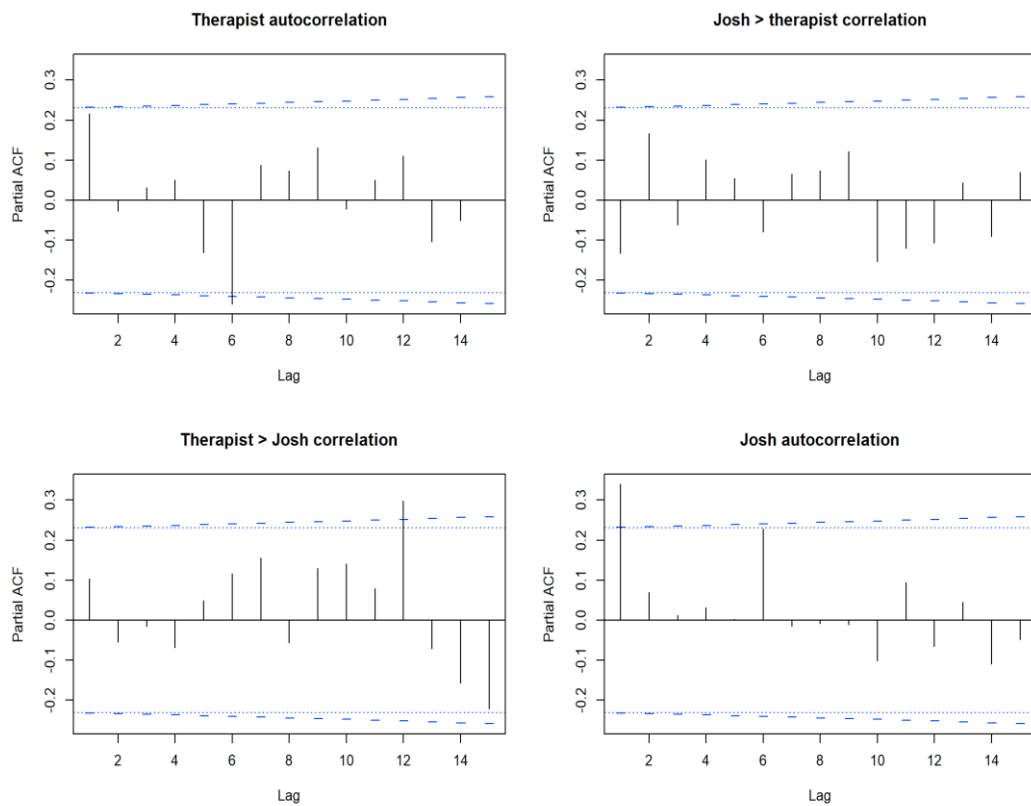 Therapist autocorrelation
Partial ACF
0.3
0.2
0.1
0.0
-0.1
-0.2
2 4 6 8 10 12 14
Lag
Josh > therapist correlation
Partial ACF
0.3
0.2
0.1
0.0
-0.1
-0.2
2 4 6 8 10 12 14
Lag
Therapist > Josh correlation
Partial ACF
0.3
0.2
0.1
0.0
-0.1
-0.2
2 4 6 8 10 12 14
Lag
Josh autocorrelation
Partial ACF
0.3
0.2
0.1
0.0
-0.1
-0.2
2 4 6 8 10 12 14
Lag